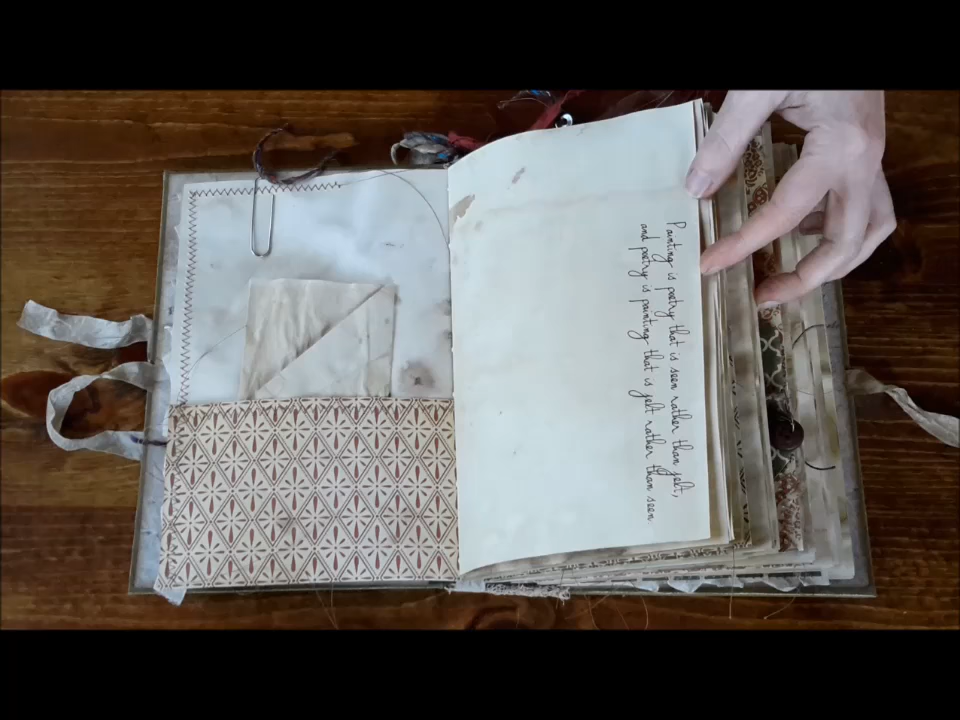 Painting is poetry that is seen rather than felt,
and poetry is painting that is felt rather than seen.